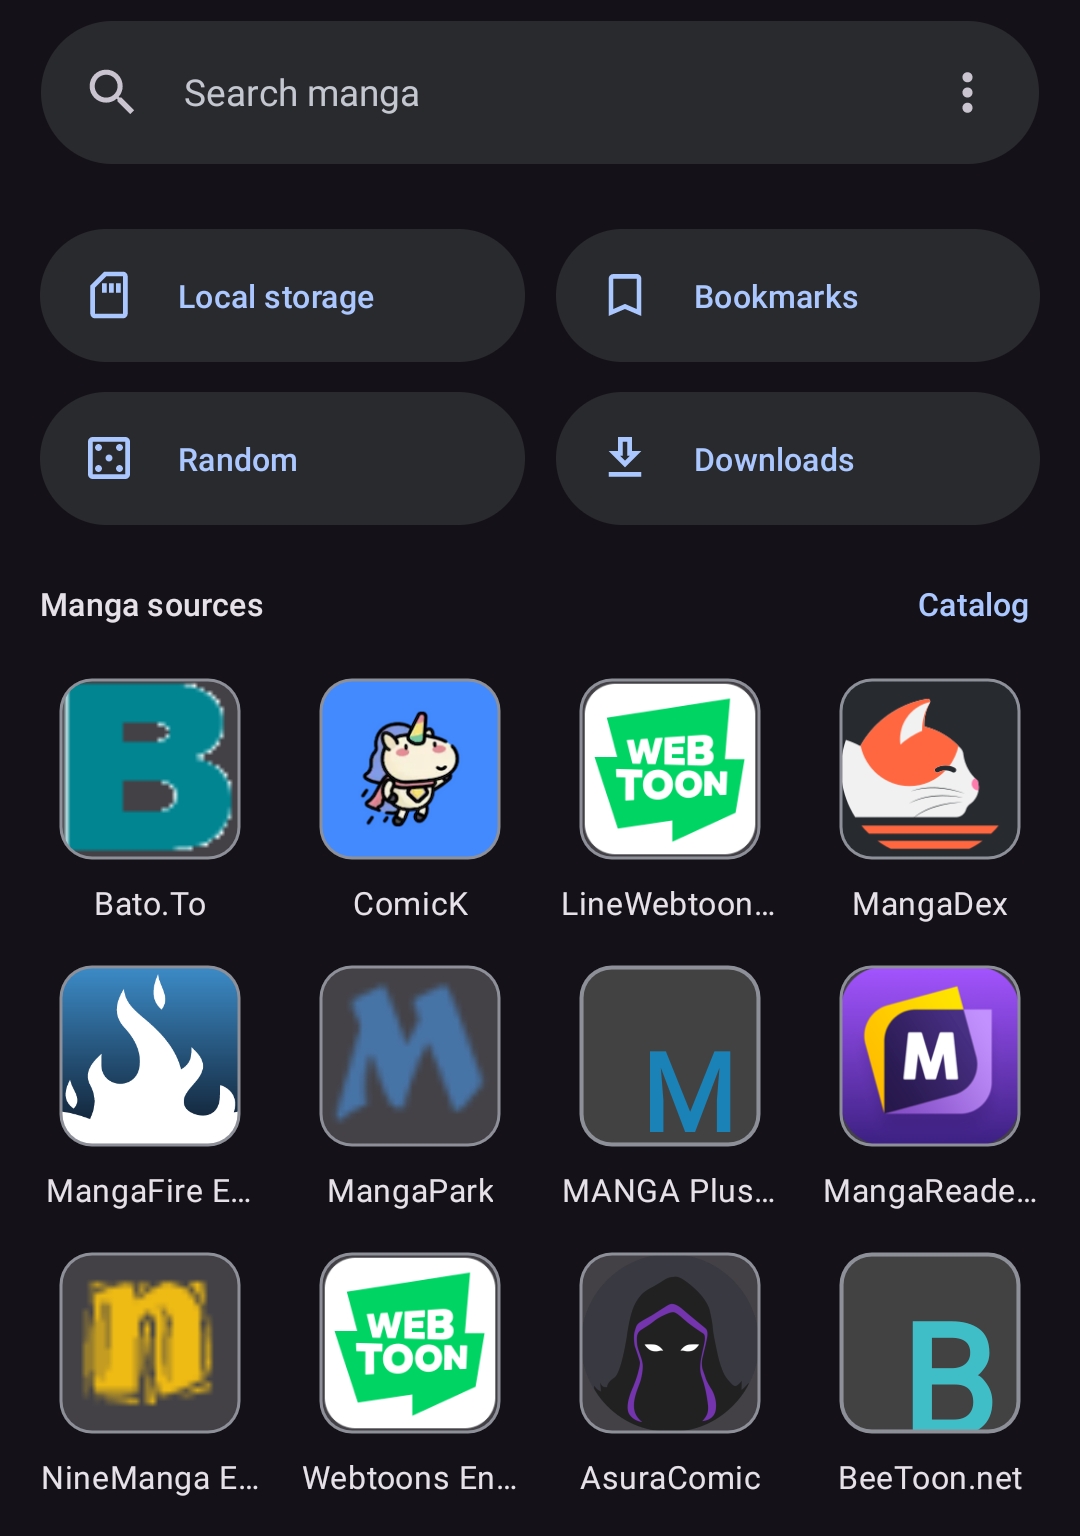 Search manga
Local storage
Bookmarks
Random
Downloads
Manga sources
Catalog
B
WEB
TOON
Bato.To
ComicK
LineWebtoon...
MangaDex
M
M
M
MangaFire E...
MangaPark
MANGA Plus...
MangaReade...
n
WEB
TOON
B
NineManga E...
Webtoons En...
AsuraComic
BeeToon.net